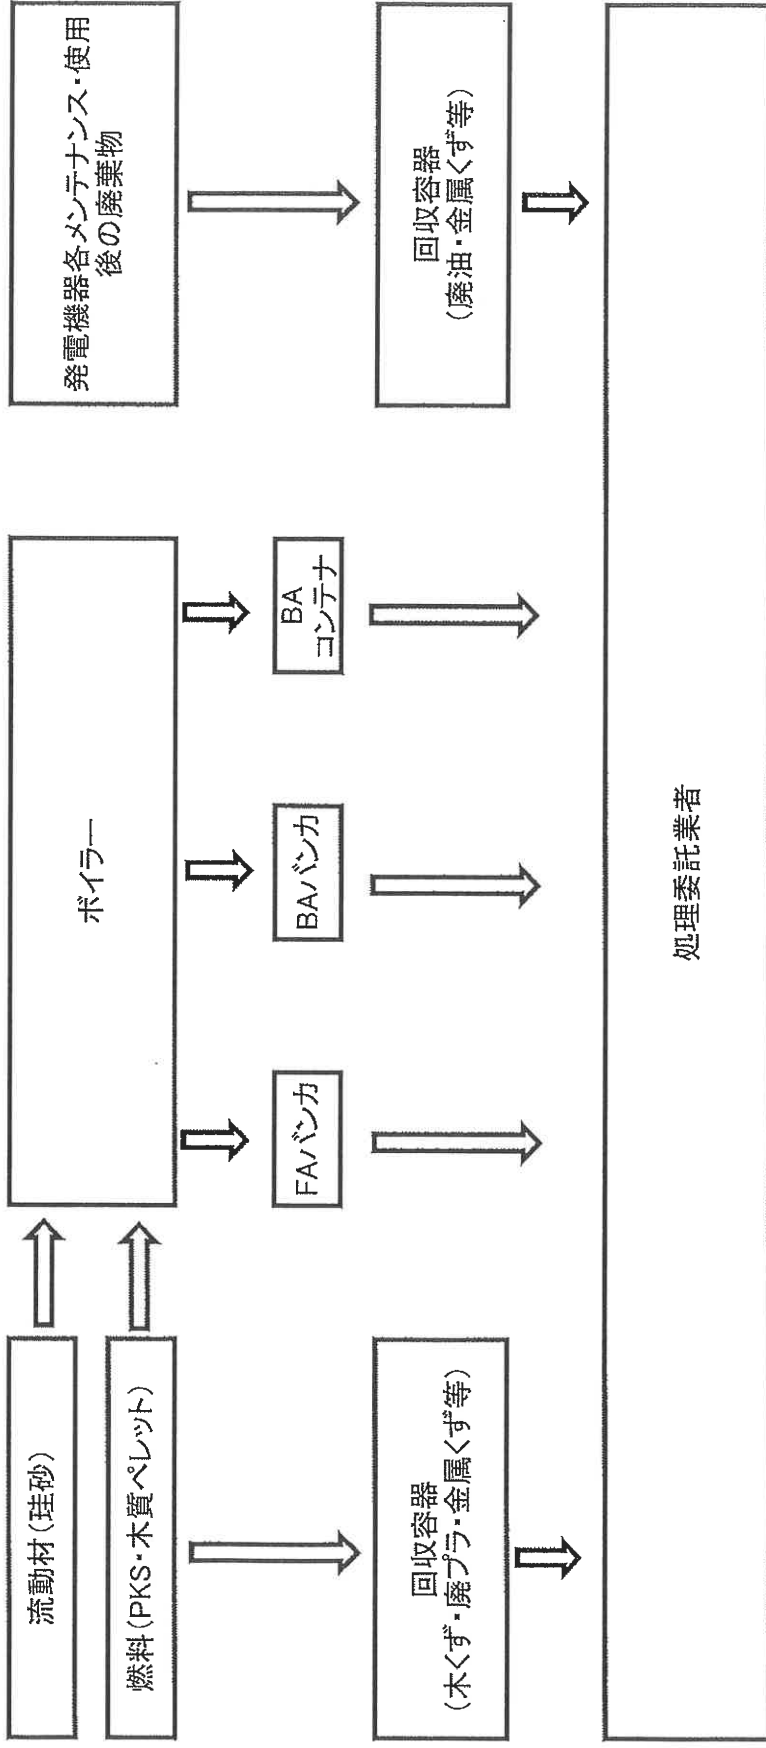 流動材(珪砂)
燃料(PKS・木質ペレット)
ボイラー
発電機器各メンテナンス・使用
後の廃棄物
FAバンカ
BAバンカ
BA
コンテナ
回収容器
(木くず・廃プラ・金属くず等)
回収容器
(廃油・金属くず等)
処理委託業者